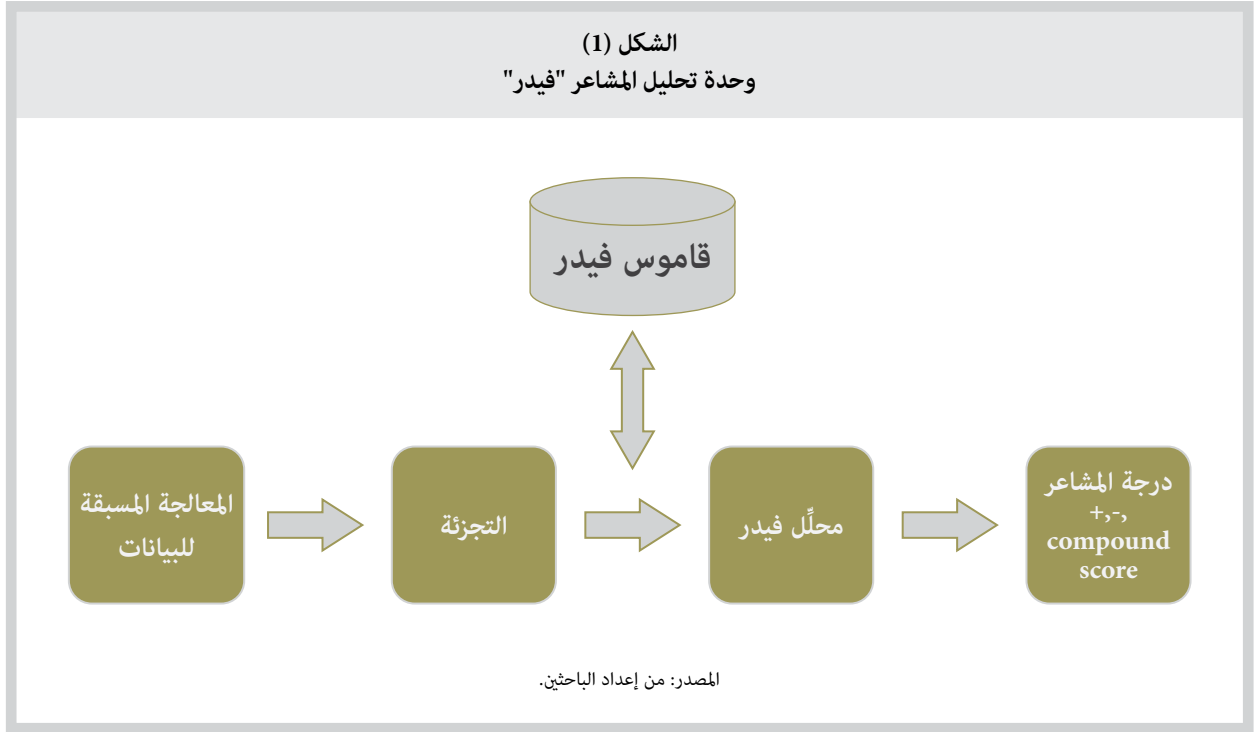 الشكل (1)
وحدة تحليل المشاعر "فيدر"
قاموس فيدر
المعالجة المسبقة
للبيانات
التجزئة
محلِّل فيدر
درجة المشاعر
+,-,
compound
score
المصدر: من إعداد الباحثين.